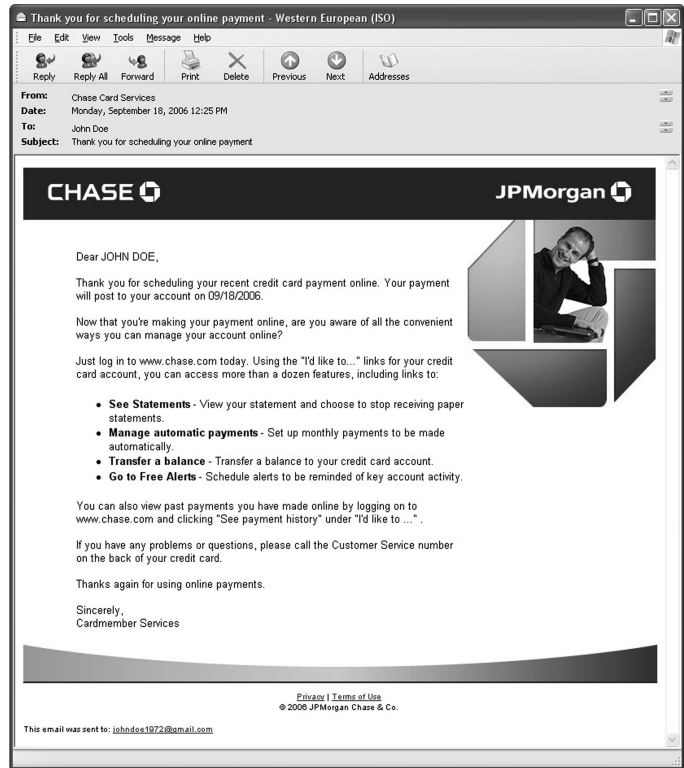 Thank you for scheduling your online payment - Western European (ISO)
File Edit View Tools Message Help
Reply Reply All Forward Print Delete Previous Next Addresses
From: Chase Card Services
Date: Monday, September 18, 2006 12:25 PM
To: John Doe
Subject: Thank you for scheduling your online payment
CHASE JPMorgan
Dear JOHN DOE,
Thank you for scheduling your recent credit card payment online. Your payment
will post to your account on 09/18/2006.
Now that you're making your payment online, are you aware of all the convenient
ways you can manage your account online?
Just log in to www.chase.com today. Using the "I'd like to..." links for your credit
card account, you can access more than a dozen features, including links to:
• See Statements - View your statement and choose to stop receiving paper
statements.
• Manage automatic payments - Set up monthly payments to be made
automatically.
• Transfer a balance - Transfer a balance to your credit card account.
• Go to Free Alerts - Schedule alerts to be reminded of key account activity.
You can also view past payments you have made online by logging on to
www.chase.com and clicking "See payment history" under "I'd like to ..." .
If you have any problems or questions, please call the Customer Service number
on the back of your credit card.
Thanks again for using online payments.
Sincerely,
Cardmember Services
Privacy | Terms of Use
© 2006 JPMorgan Chase & Co.
This email was sent to: johndoe1972@gmail.com